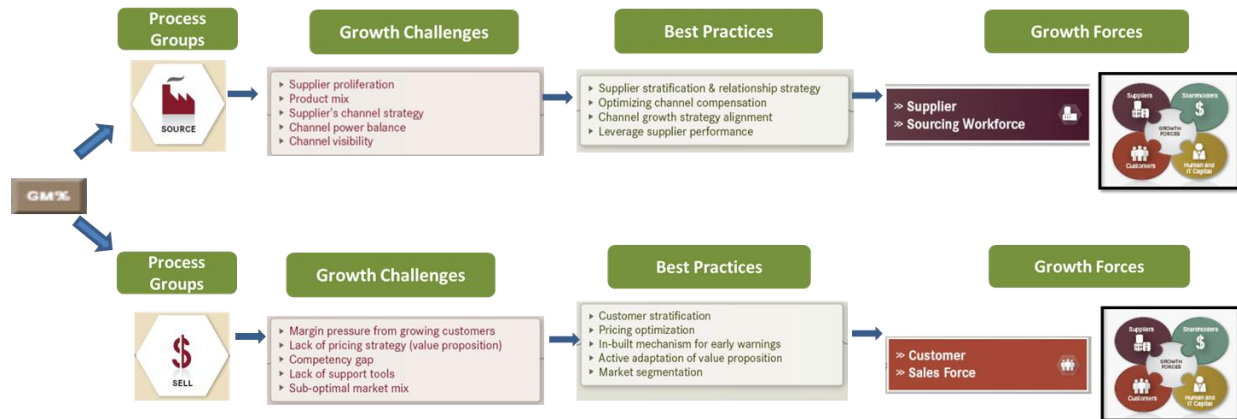 Process
Groups
Growth Challenges
Best Practices
Growth Forces
SOURCE
Supplier proliferation
Product mix
Supplier's channel strategy
Channel power balance
Channel visibility
Supplier stratification & relationship strategy
Optimizing channel compensation
Channel growth strategy alignment
Leverage supplier performance
>> Supplier
>> Sourcing Workforce
Suppliers
Shareholders
$
GROWTH
FORCES
Customers
Human and
IT Capital
GM%
Process
Groups
Growth Challenges
Best Practices
Growth Forces
$
SELL
Margin pressure from growing customers
Lack of pricing strategy (value proposition)
Competency gap
Lack of support tools
Sub-optimal market mix
Customer stratification
Pricing optimization
In-built mechanism for early warnings
Active adaptation of value proposition
Market segmentation
>> Customer
>> Sales Force
Suppliers
Shareholders
$
GROWTH
FORCES
Customers
Human and
IT Capital